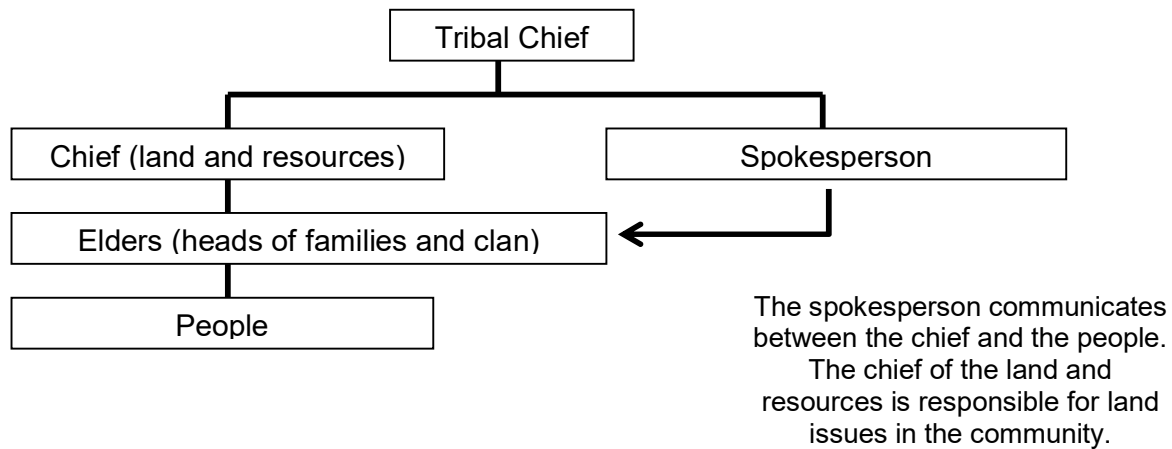 Tribal Chief
Chief (land and resources)
Spokesperson
Elders (heads of families and clan)
People
The spokesperson communicates
between the chief and the people.
The chief of the land and
resources is responsible for land
issues in the community.